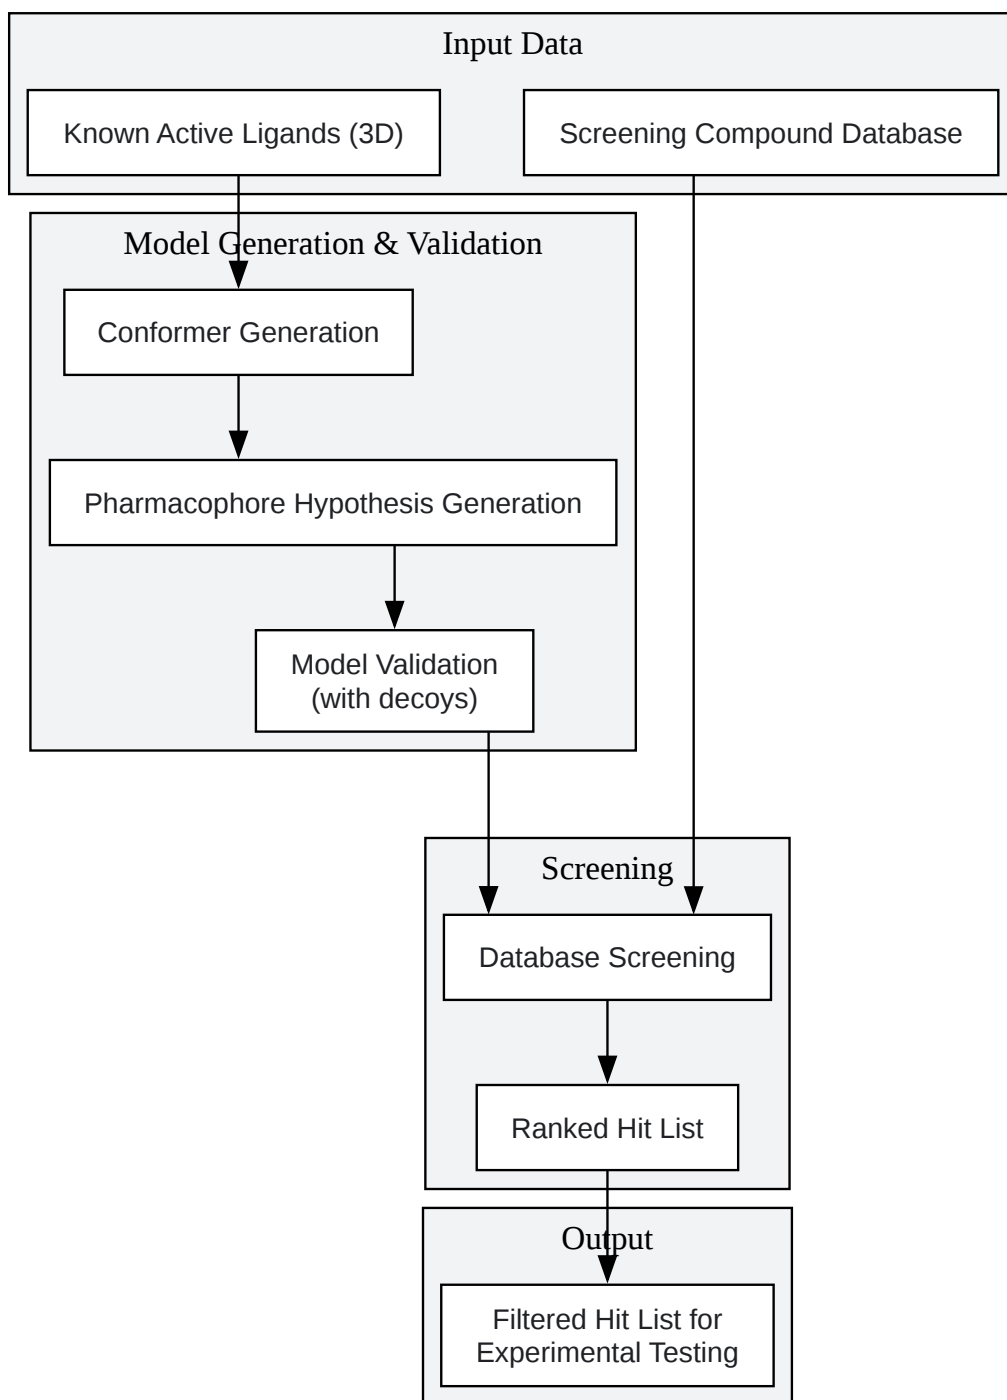 Input Data
Known Active Ligands (3D)
Screening Compound Database
Model Generation & Validation
Conformer Generation
Pharmacophore Hypothesis Generation
Model Validation
(with decoys)
Screening
Database Screening
Ranked Hit List
Output
Filtered Hit List for
Experimental Testing